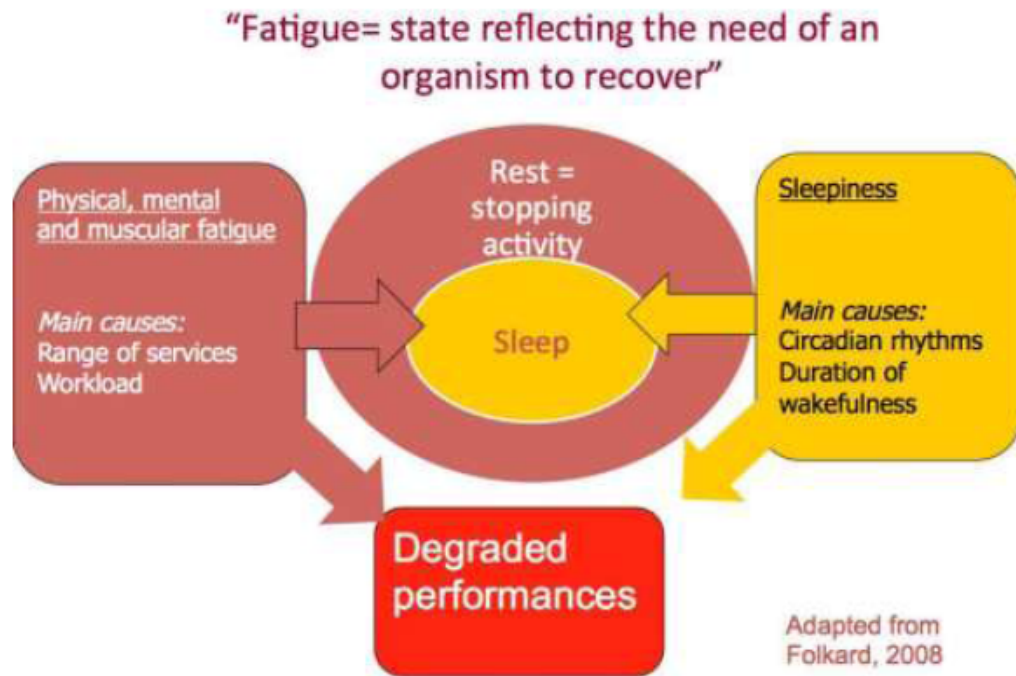 “Fatigue= state reflecting the need of an
organism to recover”
Physical, mental
and muscular fatigue
Main causes:
Range of services
Workload
Rest =
stopping
activity
Sleep
Sleepiness
Main causes:
Circadian rhythms
Duration of
wakefulness
Degraded
performances
Adapted from
Folkard, 2008